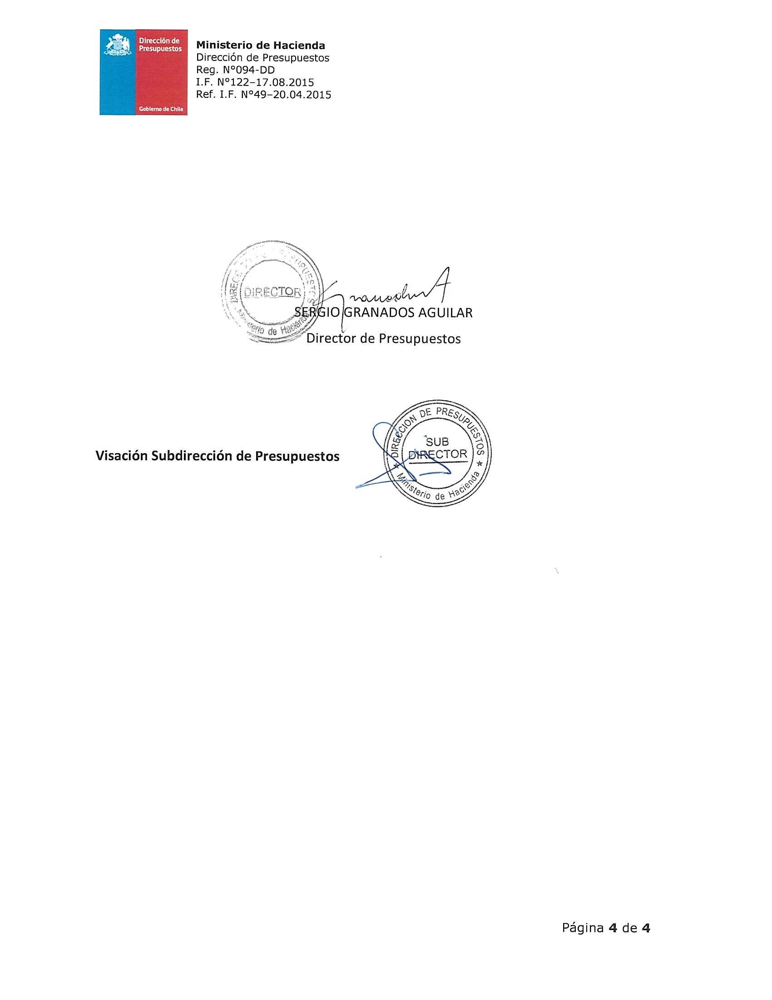 Dirección de
Presupuestos
Gobierno de Chile
Ministerio de Hacienda
Dirección de Presupuestos
Reg. N°094-DD
I.F. N°122–17.08.2015
Ref. I.F. N°49–20.04.2015
DIRECTOR
de Hacienda
SERGIO GRANADOS AGUILAR
Director de Presupuestos
Visación Subdirección de Presupuestos
DIRECCION DE PRESUPUESTOS
SUB
DIRECTOR
Ministerio de Hacienda
Página 4 de 4